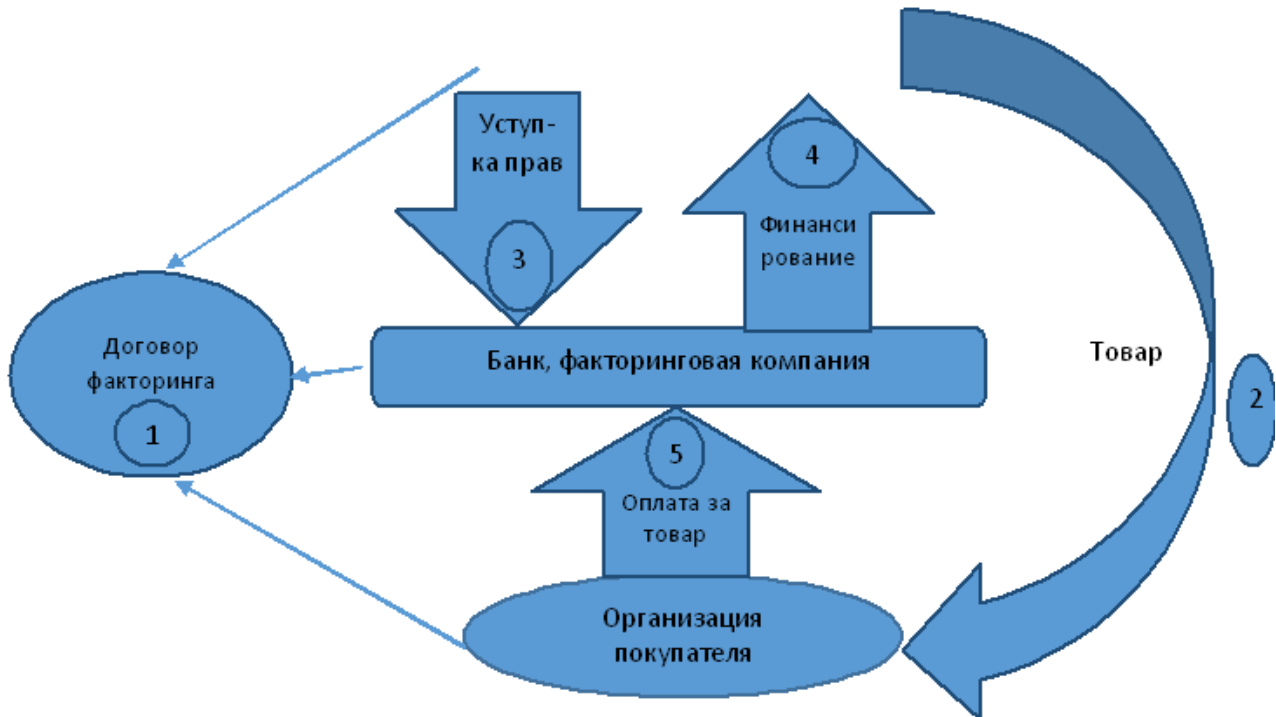 Уступ-
ка прав
3
4
Финанси
рование
Договор
факторинга
1
Банк, факторинговая компания
Товар
2
5
Оплата за
товар
Организация
покупателя